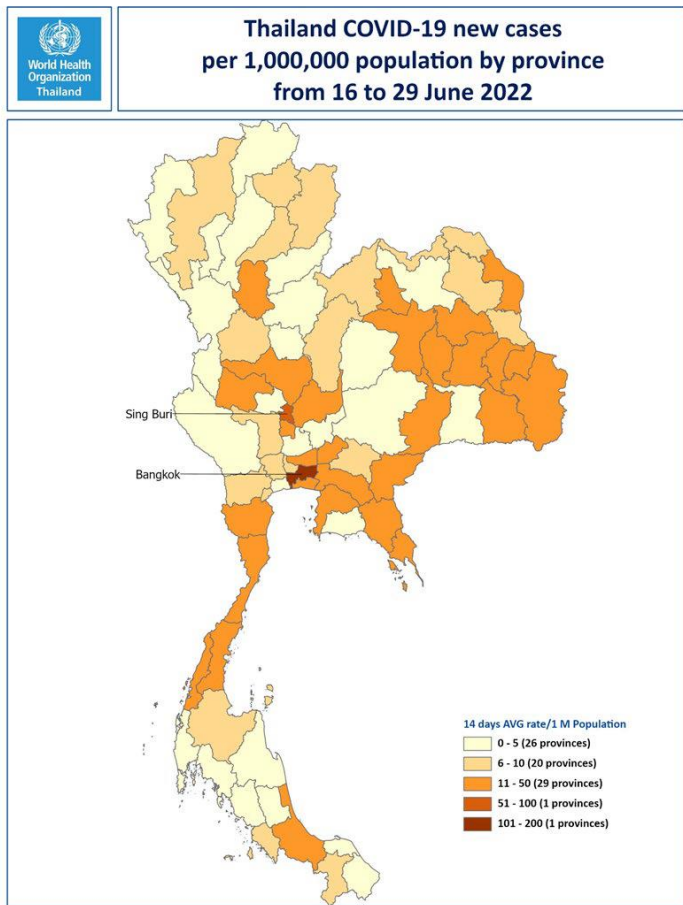 World Health
Organization
Thailand
Thailand COVID-19 new cases
per 1,000,000 population by province
from 16 to 29 June 2022
Sing Buri
Bangkok
14 days AVG rate/1 M Population
0 - 5 (26 provinces)
6 - 10 (20 provinces)
11 - 50 (29 provinces)
51 - 100 (1 provinces)
101 - 200 (1 provinces)